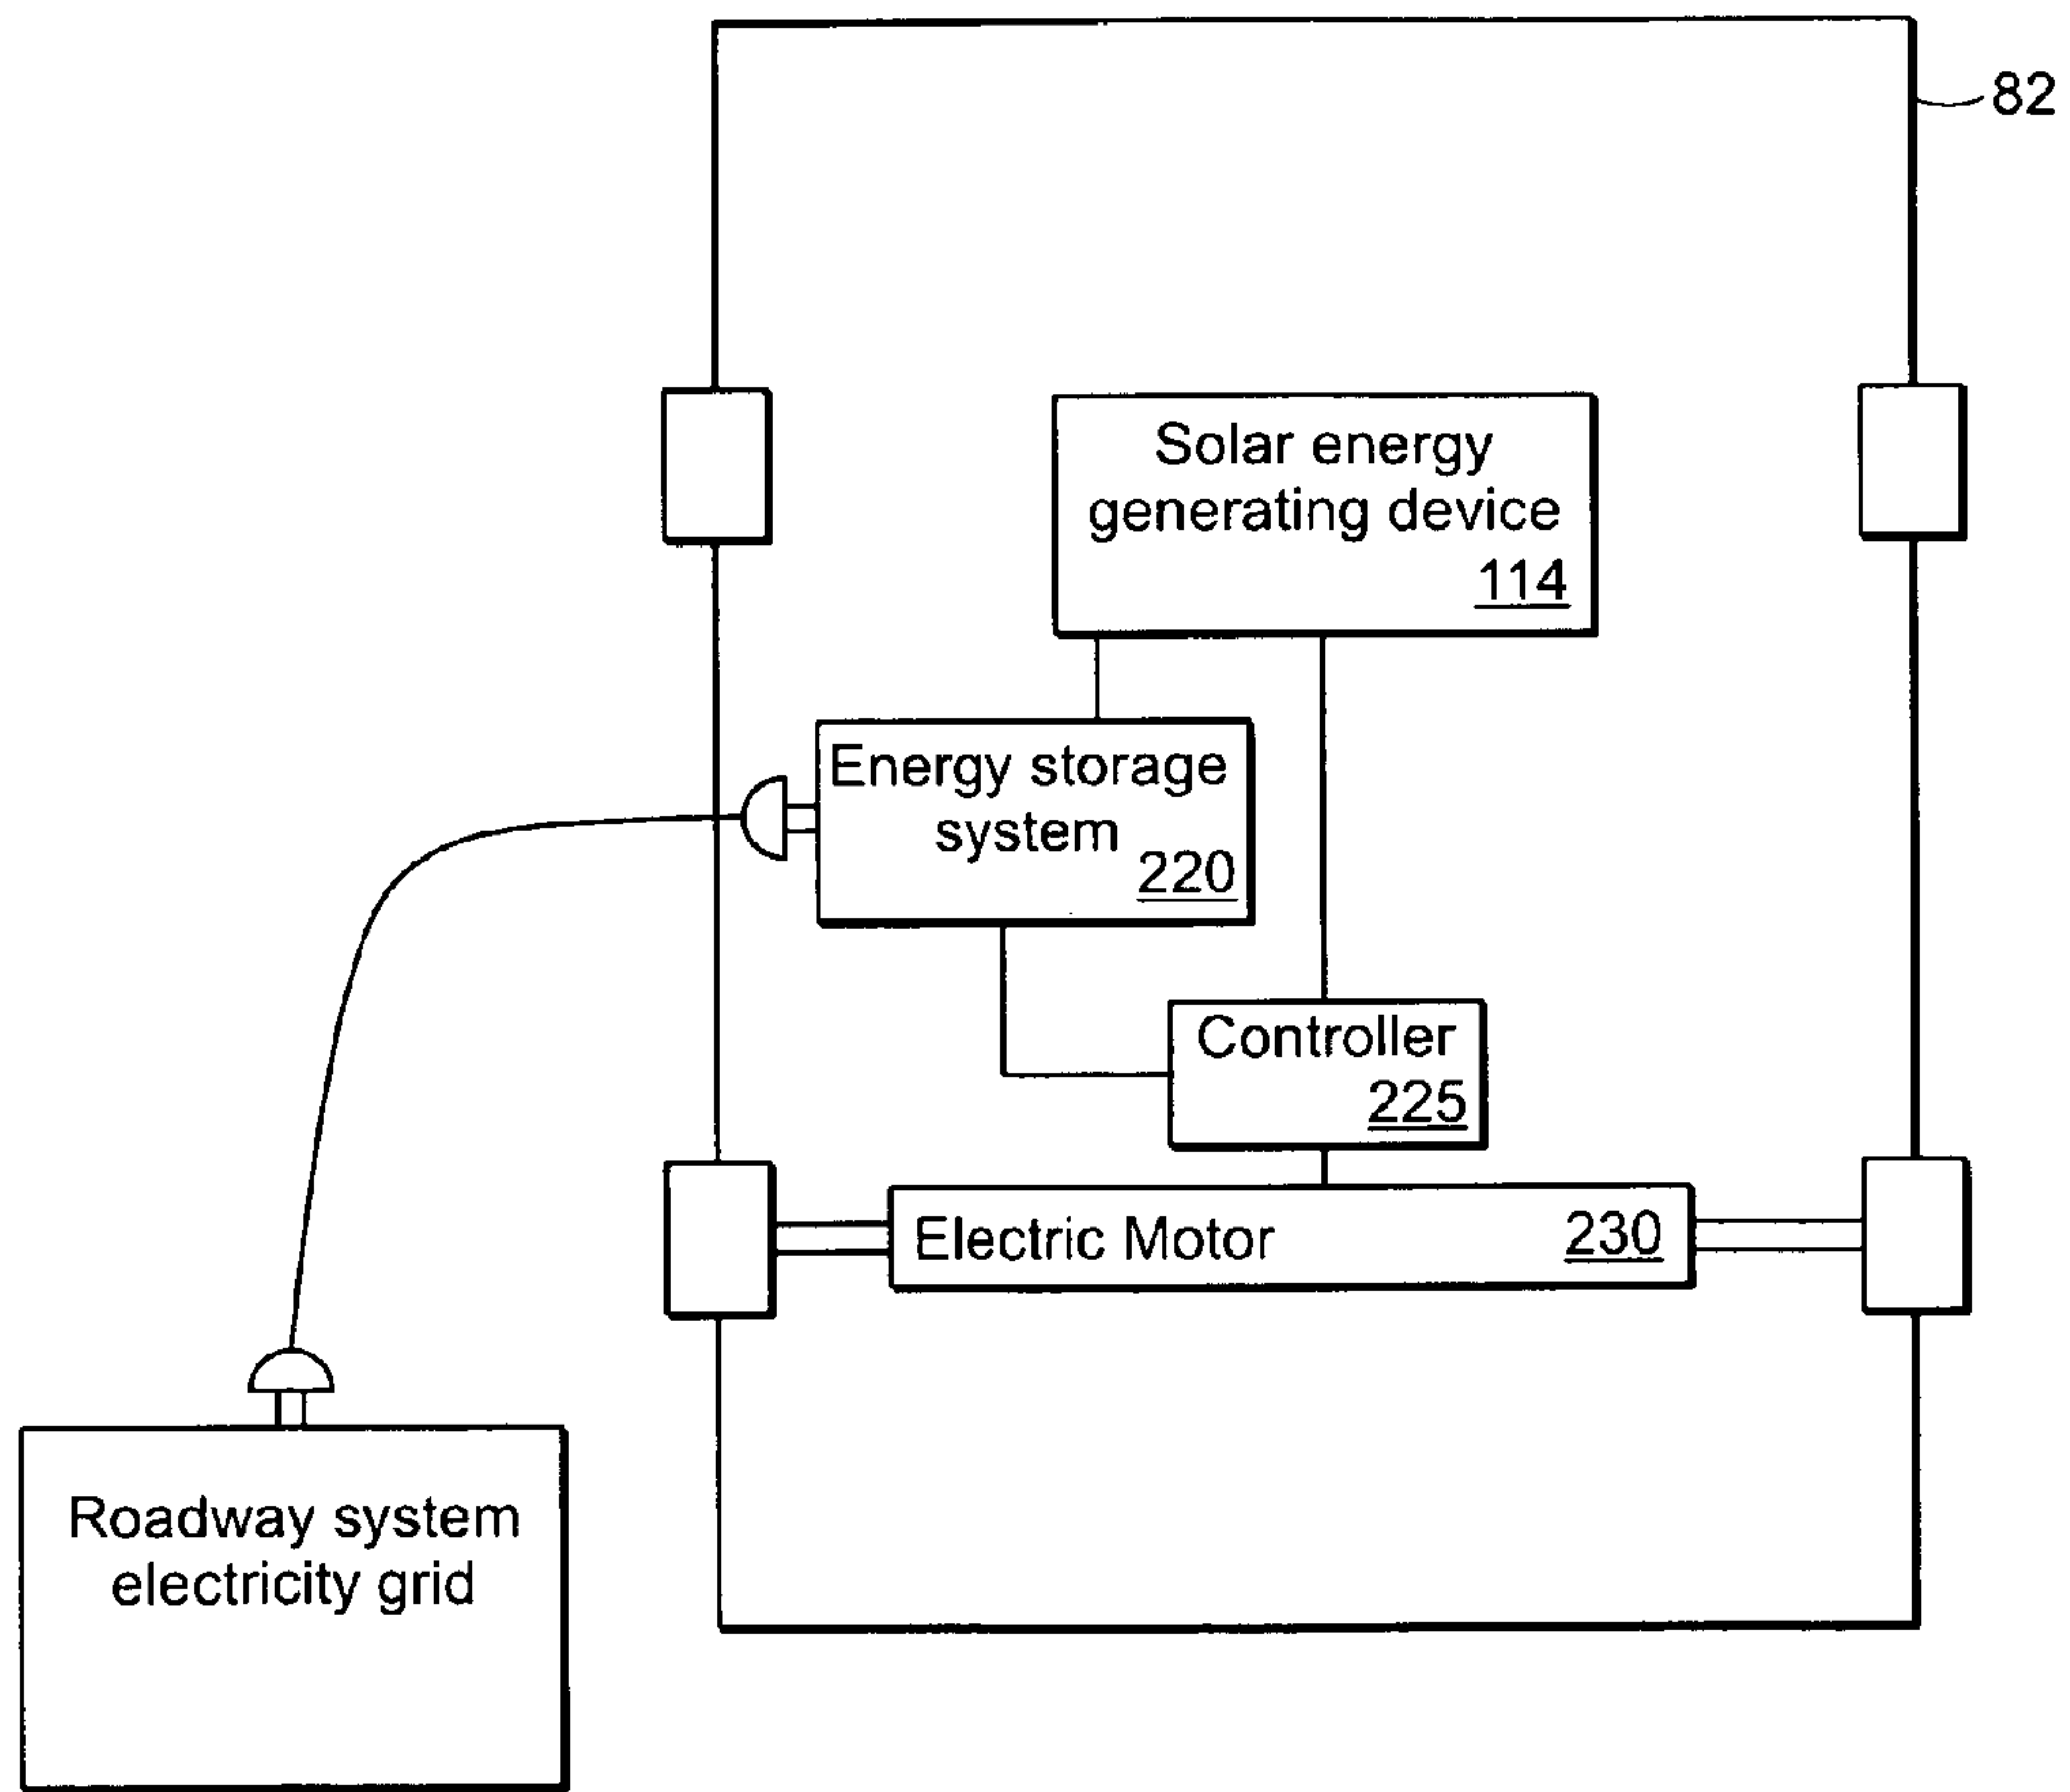 82
Solar energy
generating device
114
Energy storage
system
220
Controller
225
Electric Motor 230
Roadway system
electricity grid